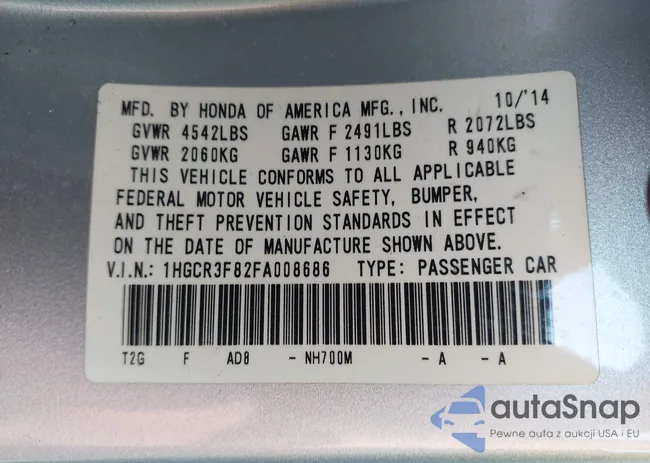 MFD. BY HONDA OF AMERICA MFG., INC. 10/'14
GVWR 4542LBS GAWR F 2491LBS R 2072LBS
GVWR 2060KG GAWR F 1130KG R 940KG
THIS VEHICLE CONFORMS TO ALL APPLICABLE
FEDERAL MOTOR VEHICLE SAFETY, BUMPER,
AND THEFT PREVENTION STANDARDS IN EFFECT
ON THE DATE OF MANUFACTURE SHOWN ABOVE.
V.I.N.: 1HGCR3F82FA008686 TYPE: PASSENGER CAR
T2G F AD8 - NH700M - A - A
autaSnap
Pewne auta z aukcji USA i EU